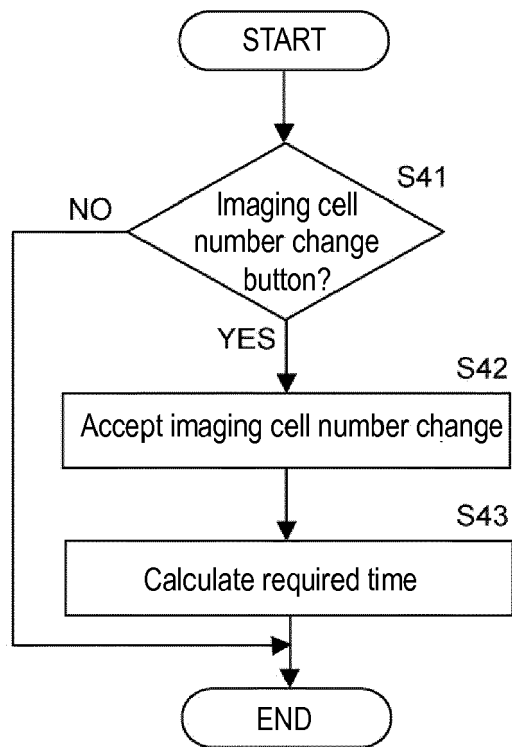 START
S41
NO
Imaging cell
number change
button?
YES
S42
Accept imaging cell number change
S43
Calculate required time
END